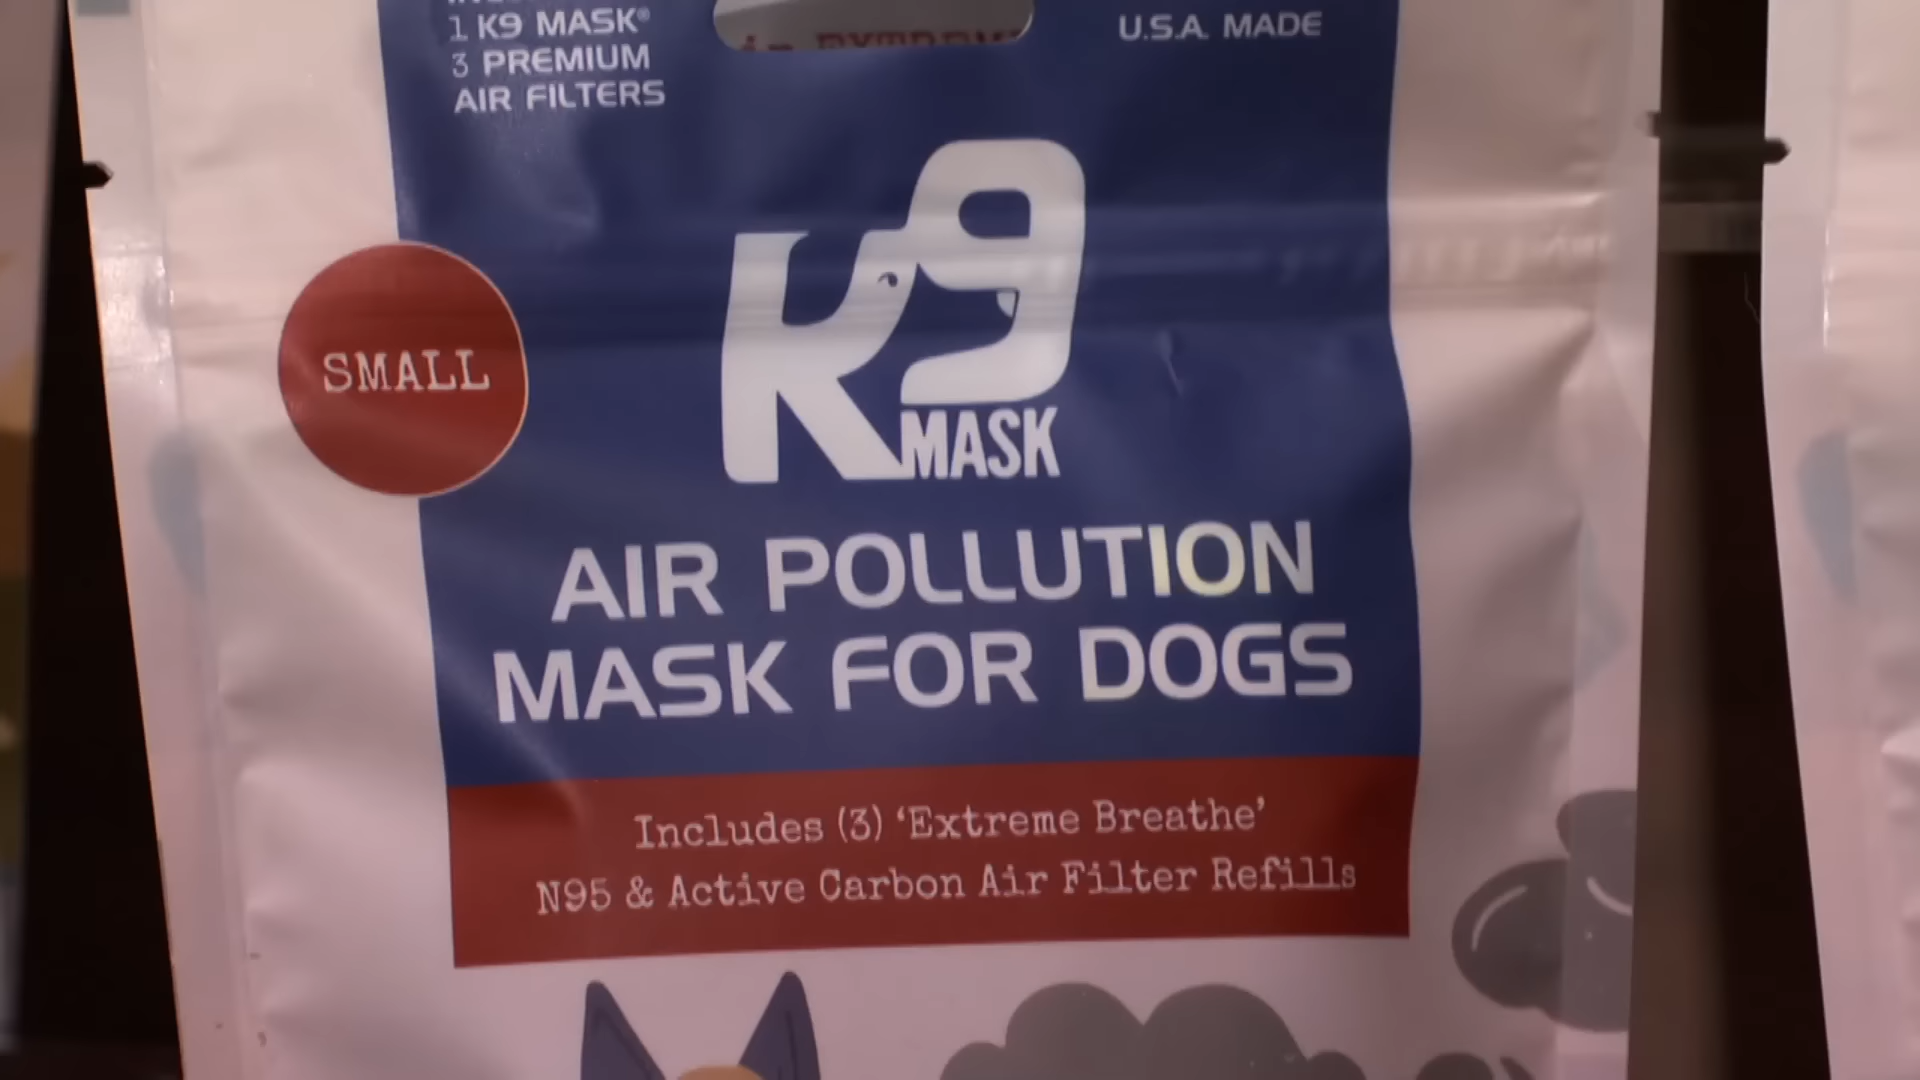 1 K9 MASK®
3 PREMIUM
AIR FILTERS
U.S.A. MADE
K9
MASK
SMALL
AIR POLLUTION
MASK FOR DOGS
Includes (3) ‘Extreme Breathe’
N95 & Active Carbon Air Filter Refills